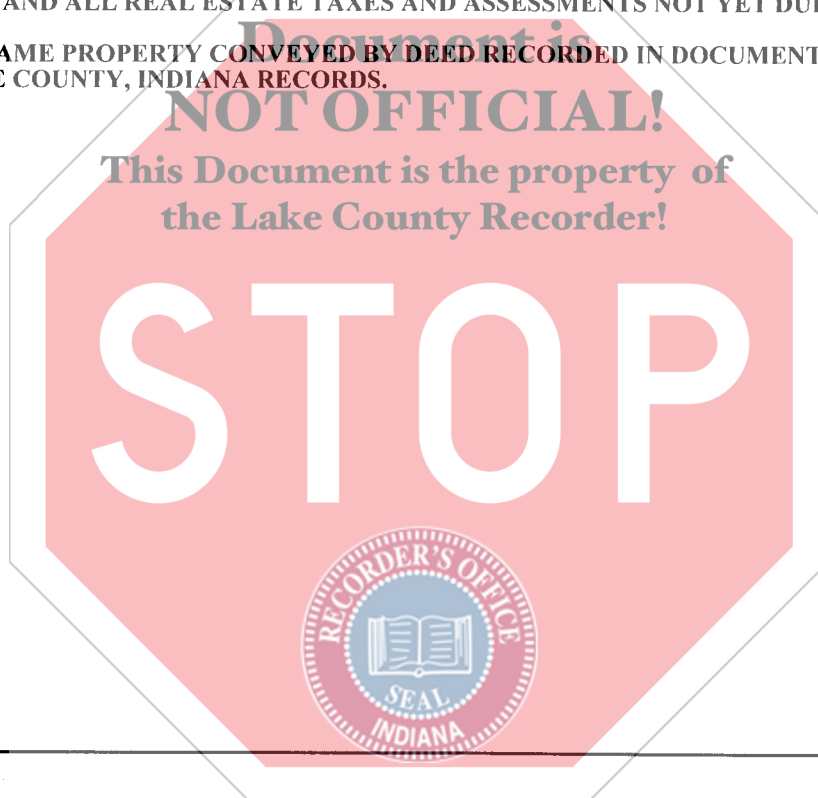 AND ALL REAL ESTATE TAXES AND ASSESSMENTS NOT YET
Document is
AME PROPERTY CONVEYED BY DEED RECORDED IN DOCUMENT
COUNTY, INDIANA RECORDS.
NOT OFFICIAL!
This Document is the property of
the Lake County Recorder!
STOP
RECORDER'S OFFICE
SEAL
INDIANA